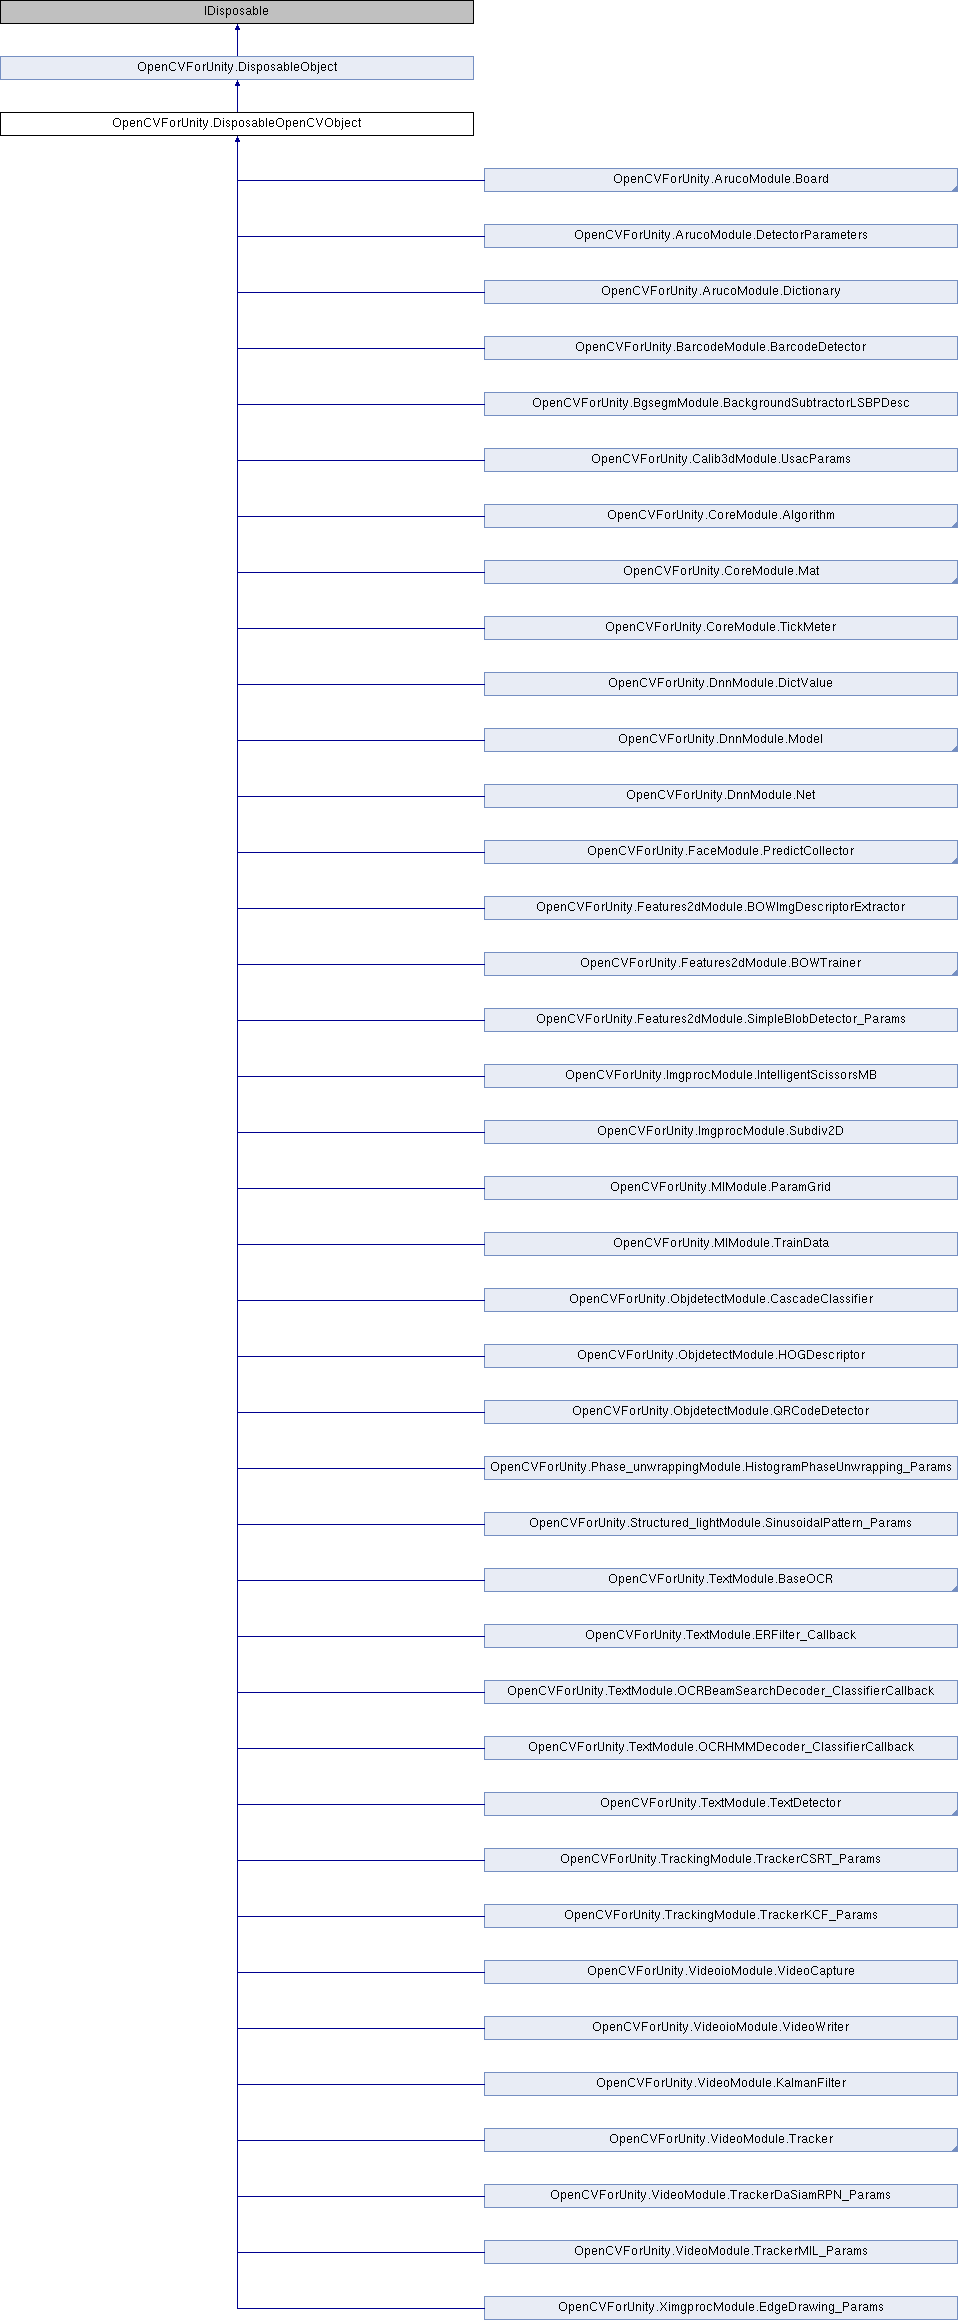 IDisposable
OpenCVForUnity.DisposableObject
OpenCVForUnity.DisposableOpenCVObject
OpenCVForUnity.ArucoModule.Board
OpenCVForUnity.ArucoModule.DetectorParameters
OpenCVForUnity.ArucoModule.Dictionary
OpenCVForUnity.BarcodeModule.BarcodeDetector
OpenCVForUnity.BgsegmModule.BackgroundSubtractorLSBPDesc
OpenCVForUnity.Calib3dModule.UsacParams
OpenCVForUnity.CoreModule.Algorithm
OpenCVForUnity.CoreModule.Mat
OpenCVForUnity.CoreModule.TickMeter
OpenCVForUnity.DnnModule.DictValue
OpenCVForUnity.DnnModule.Model
OpenCVForUnity.DnnModule.Net
OpenCVForUnity.FaceModule.PredictCollector
OpenCVForUnity.Features2dModule.BOWImgDescriptorExtractor
OpenCVForUnity.Features2dModule.BOWTrainer
OpenCVForUnity.Features2dModule.SimpleBlobDetector_Params
OpenCVForUnity.ImgprocModule.IntelligentScissorsMB
OpenCVForUnity.ImgprocModule.Subdiv2D
OpenCVForUnity.MlModule.ParamGrid
OpenCVForUnity.MlModule.TrainData
OpenCVForUnity.ObjdetectModule.CascadeClassifier
OpenCVForUnity.ObjdetectModule.HOGDescriptor
OpenCVForUnity.ObjdetectModule.QRCodeDetector
OpenCVForUnity.Phase_unwrappingModule.HistogramPhaseUnwrapping_Params
OpenCVForUnity.Structured_lightModule.SinusoidalPattern_Params
OpenCVForUnity.TextModule.BaseOCR
OpenCVForUnity.TextModule.ERFilter_Callback
OpenCVForUnity.TextModule.OCRBeamSearchDecoder_ClassifierCallback
OpenCVForUnity.TextModule.OCRHMMDecoder_ClassifierCallback
OpenCVForUnity.TextModule.TextDetector
OpenCVForUnity.TrackingModule.TrackerCSRT_Params
OpenCVForUnity.TrackingModule.TrackerKCF_Params
OpenCVForUnity.VideoioModule.VideoCapture
OpenCVForUnity.VideoioModule.VideoWriter
OpenCVForUnity.VideoModule.KalmanFilter
OpenCVForUnity.VideoModule.Tracker
OpenCVForUnity.VideoModule.TrackerDaSiamRPN_Params
OpenCVForUnity.VideoModule.TrackerMIL_Params
OpenCVForUnity.XimgprocModule.EdgeDrawing_Params